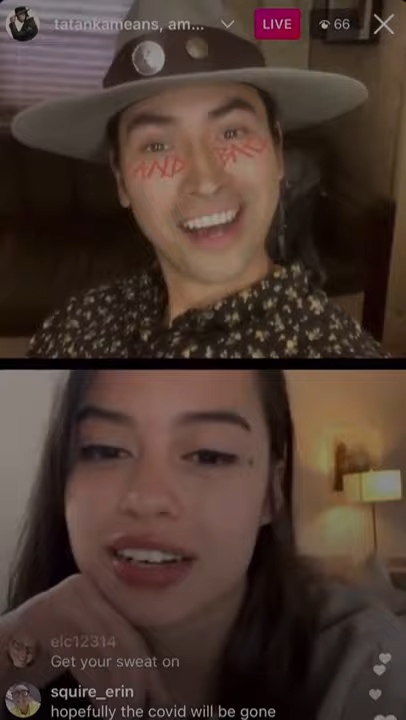 tatankameans, am...
LIVE
66
elc12314
Get your sweat on
squire_erin
hopefully the covid will be gone